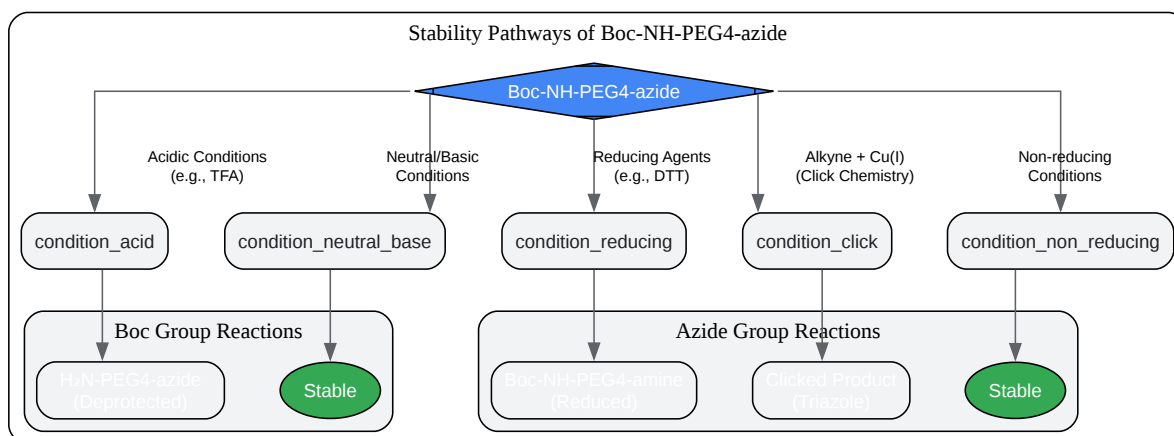 Stability Pathways of Boc-NH-PEG4-azide
Boc-NH-PEG4-azide
Acidic Conditions
(e.g., TFA)
Neutral/Basic
Conditions
Reducing Agents
(e.g., DTT)
Alkyne + Cu(I)
(Click Chemistry)
Non-reducing
Conditions
condition_acid
condition_neutral_base
condition_reducing
condition_click
condition_non_reducing
Boc Group Reactions
H₂N-PEG4-azide
(Deprotected)
Stable
Azide Group Reactions
Boc-NH-PEG4-amine
(Reduced)
Clicked Product
(Triazole)
Stable